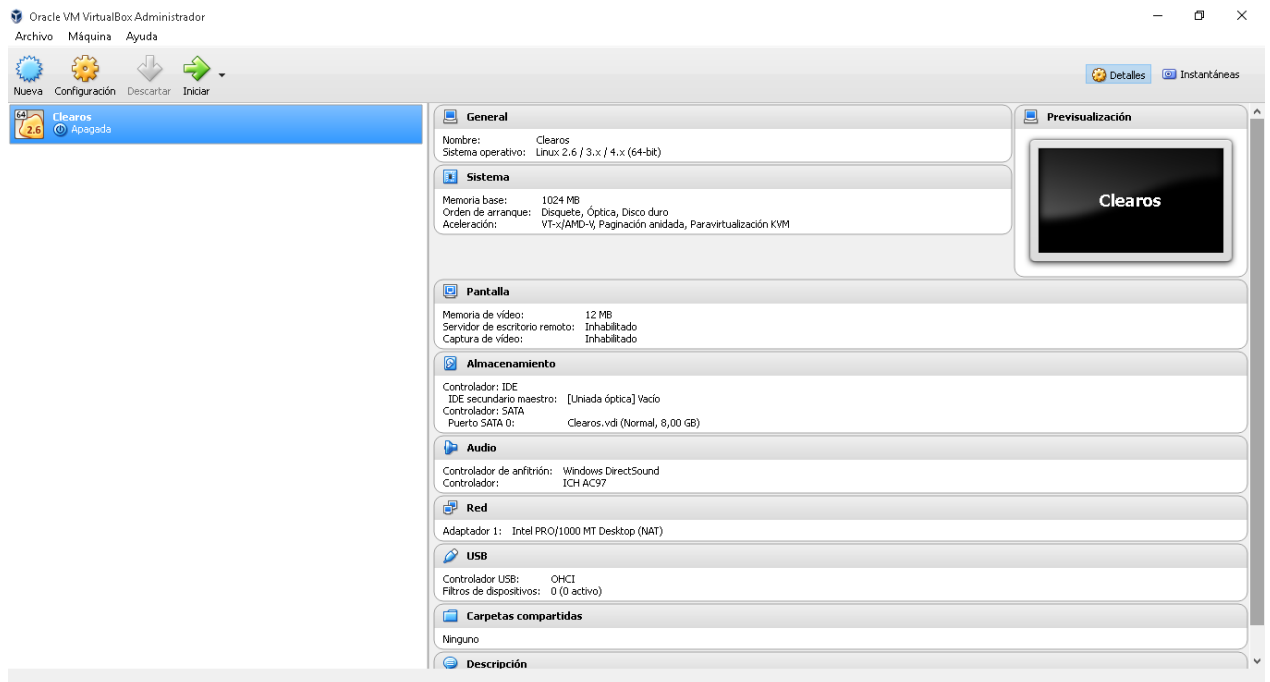 Oracle VM VirtualBox Administrador
Archivo Máquina Ayuda
Nueva Configuración Descartar Iniciar
Detalles Instantáneas
64
2.6
Clearos
Apagada
General
Nombre: Clearos
Sistema operativo: Linux 2.6 / 3.x / 4.x (64-bit)
Previsualización
Clearos
Sistema
Memoria base: 1024 MB
Orden de arranque: Disquete, Óptica, Disco duro
Aceleración: VT-x/AMD-V, Paginación anidada, Paravirtualización KVM
Pantalla
Memoria de vídeo: 12 MB
Servidor de escritorio remoto: Inhabilitado
Captura de vídeo: Inhabilitado
Almacenamiento
Controlador: IDE
IDE secundario maestro: [Uniada óptica] Vacío
Controlador: SATA
Puerto SATA 0: Clearos.vdi (Normal, 8,00 GB)
Audio
Controlador de anfitrión: Windows DirectSound
Controlador: ICH AC97
Red
Adaptador 1: Intel PRO/1000 MT Desktop (NAT)
USB
Controlador USB: OHCI
Filtros de dispositivos: 0 (0 activo)
Carpetas compartidas
Ninguno
Descripción